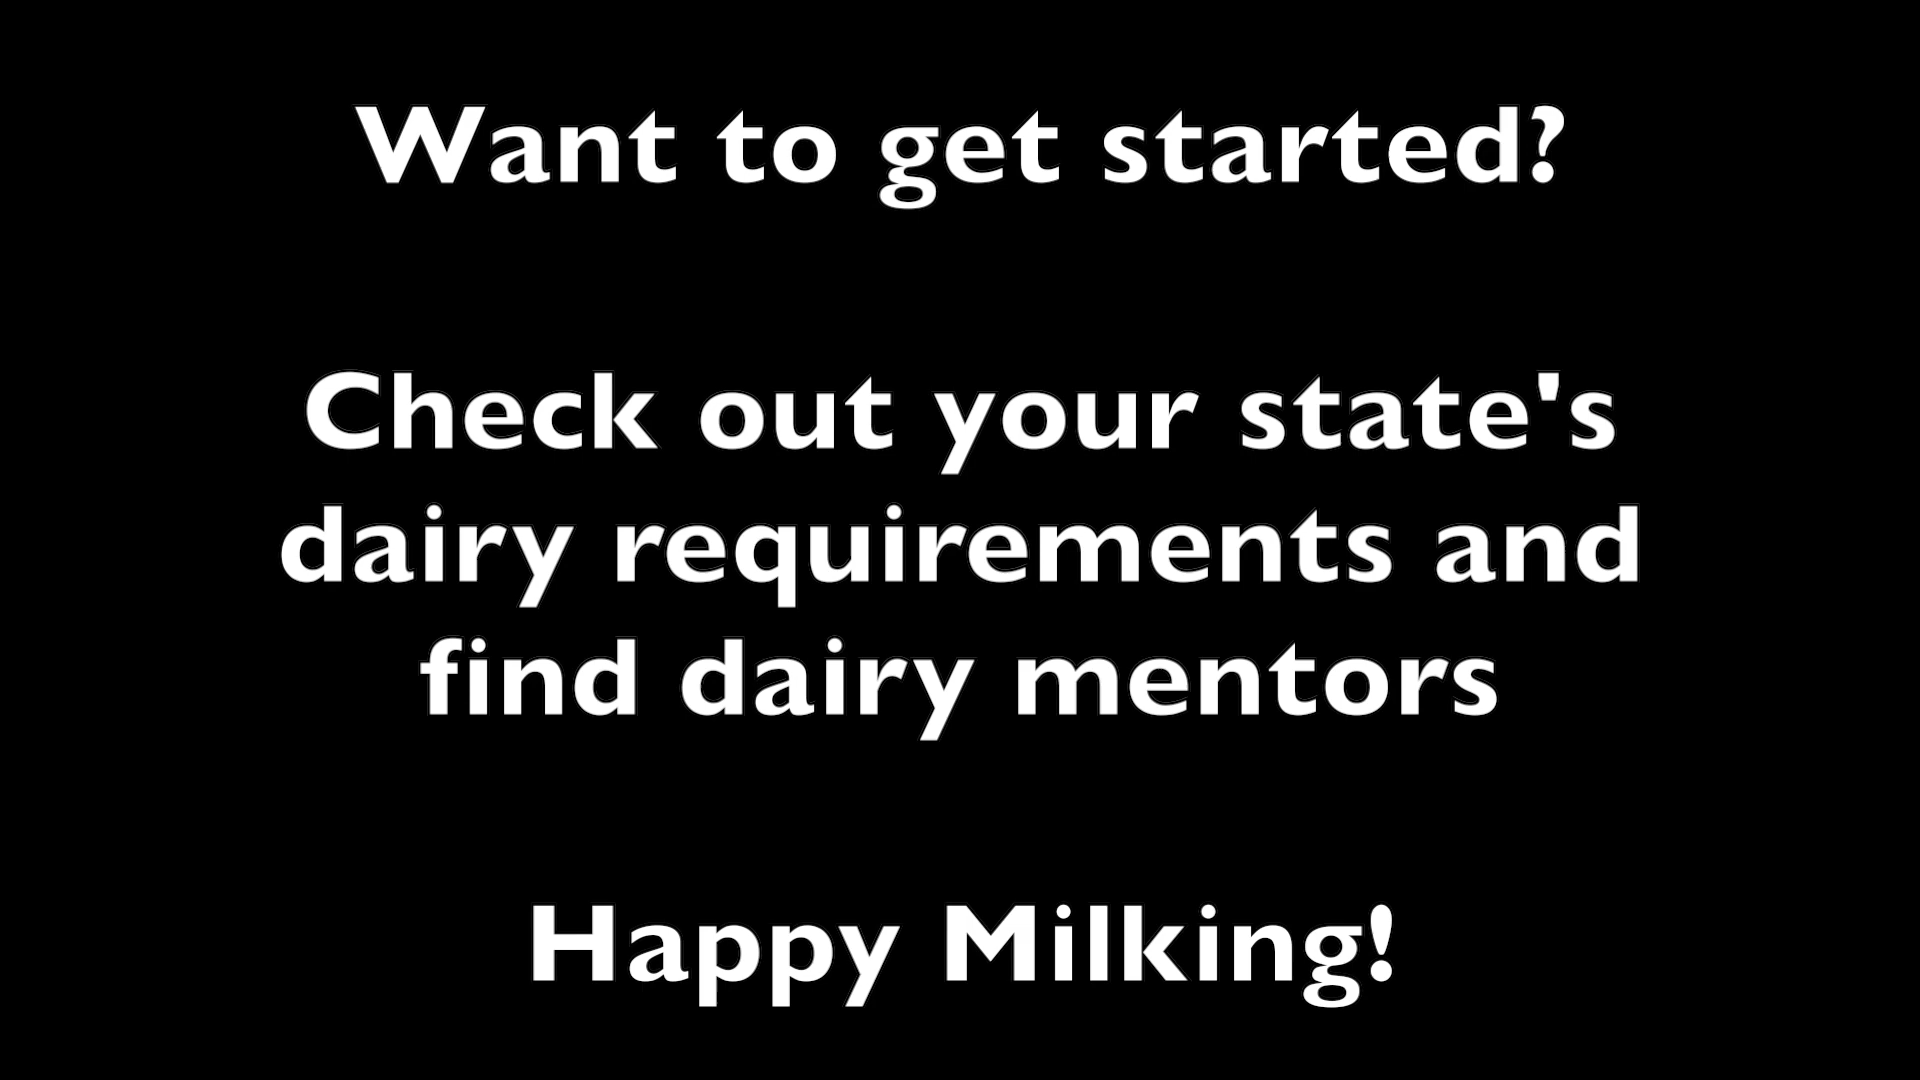 Want to get started?
Check out your state's
dairy requirements and
find dairy mentors
Happy Milking!